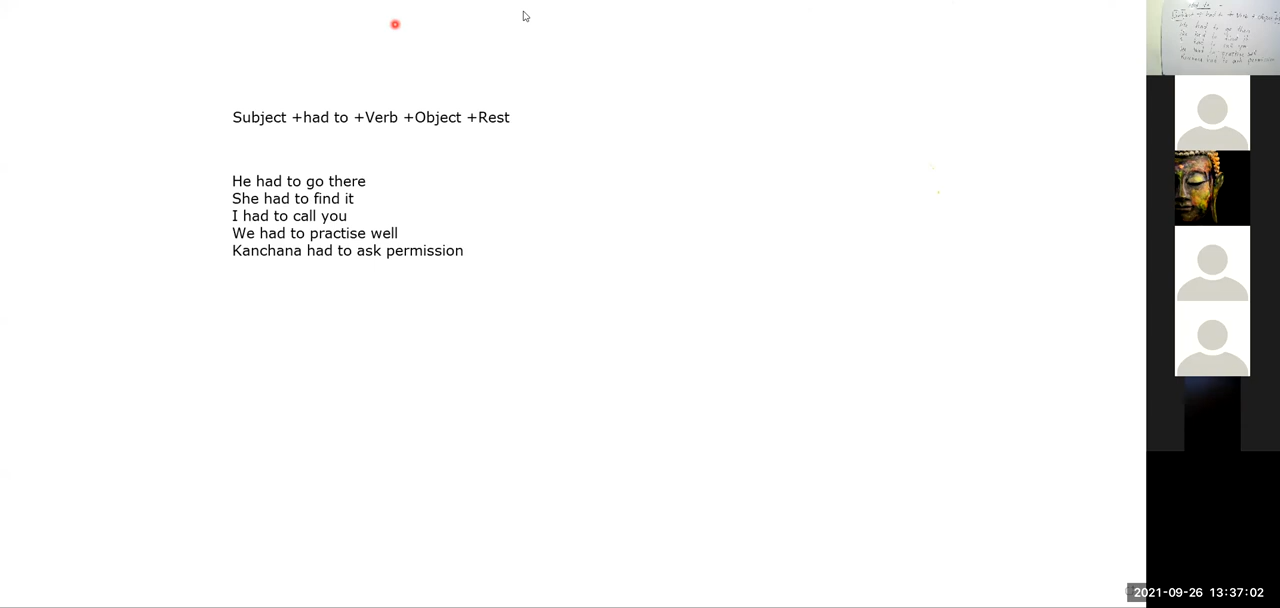 Subject +had to +Verb +Object +Rest
He had to go there
She had to find it
I had to call you
We had to practise well
Kanchana had to ask permission
2021-09-26 13:37:02